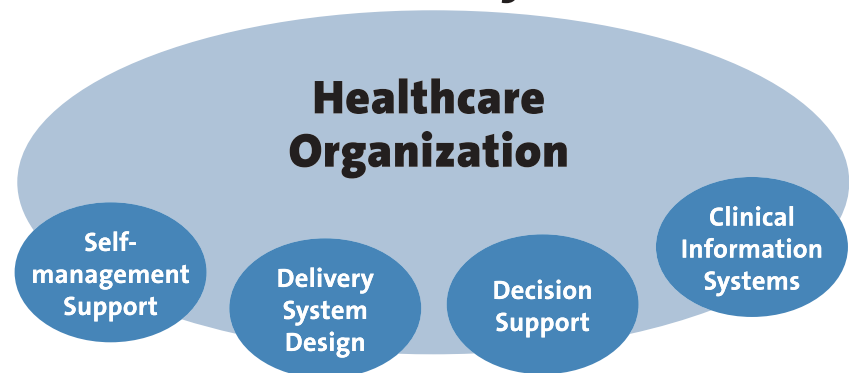 Healthcare
Organization
Self-
management
Support
Delivery
System
Design
Decision
Support
Clinical
Information
Systems